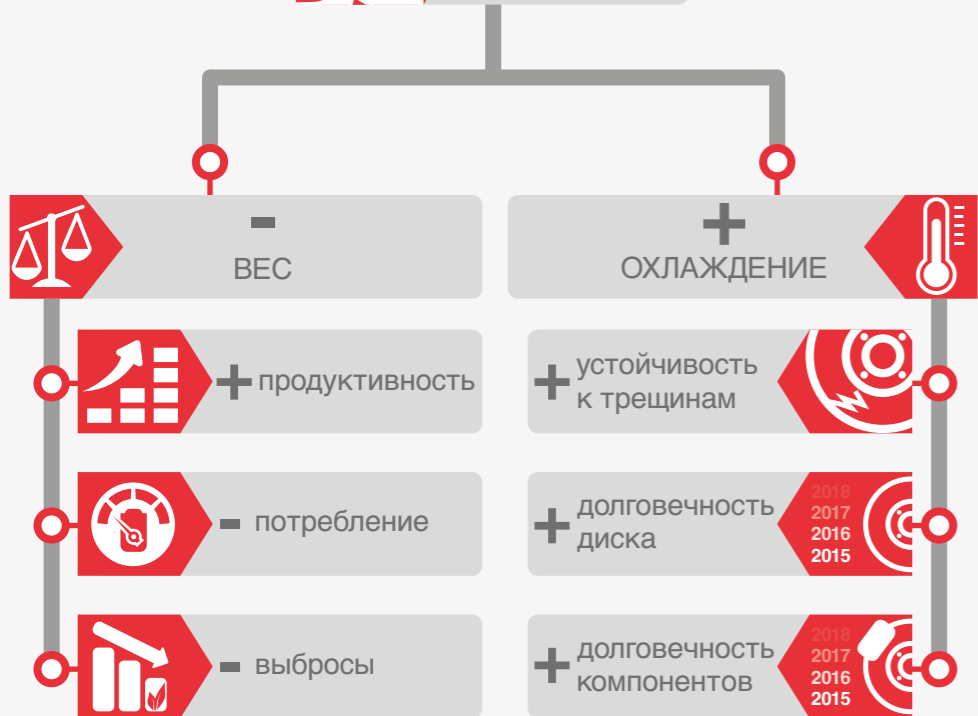 -
ВЕС
+ продуктивность
- потребление
- выбросы
+
ОХЛАЖДЕНИЕ
+ устойчивость
к трещинам
+ долговечность
диска
2018
2017
2016
2015
+ долговечность
компонентов
2018
2017
2016
2015